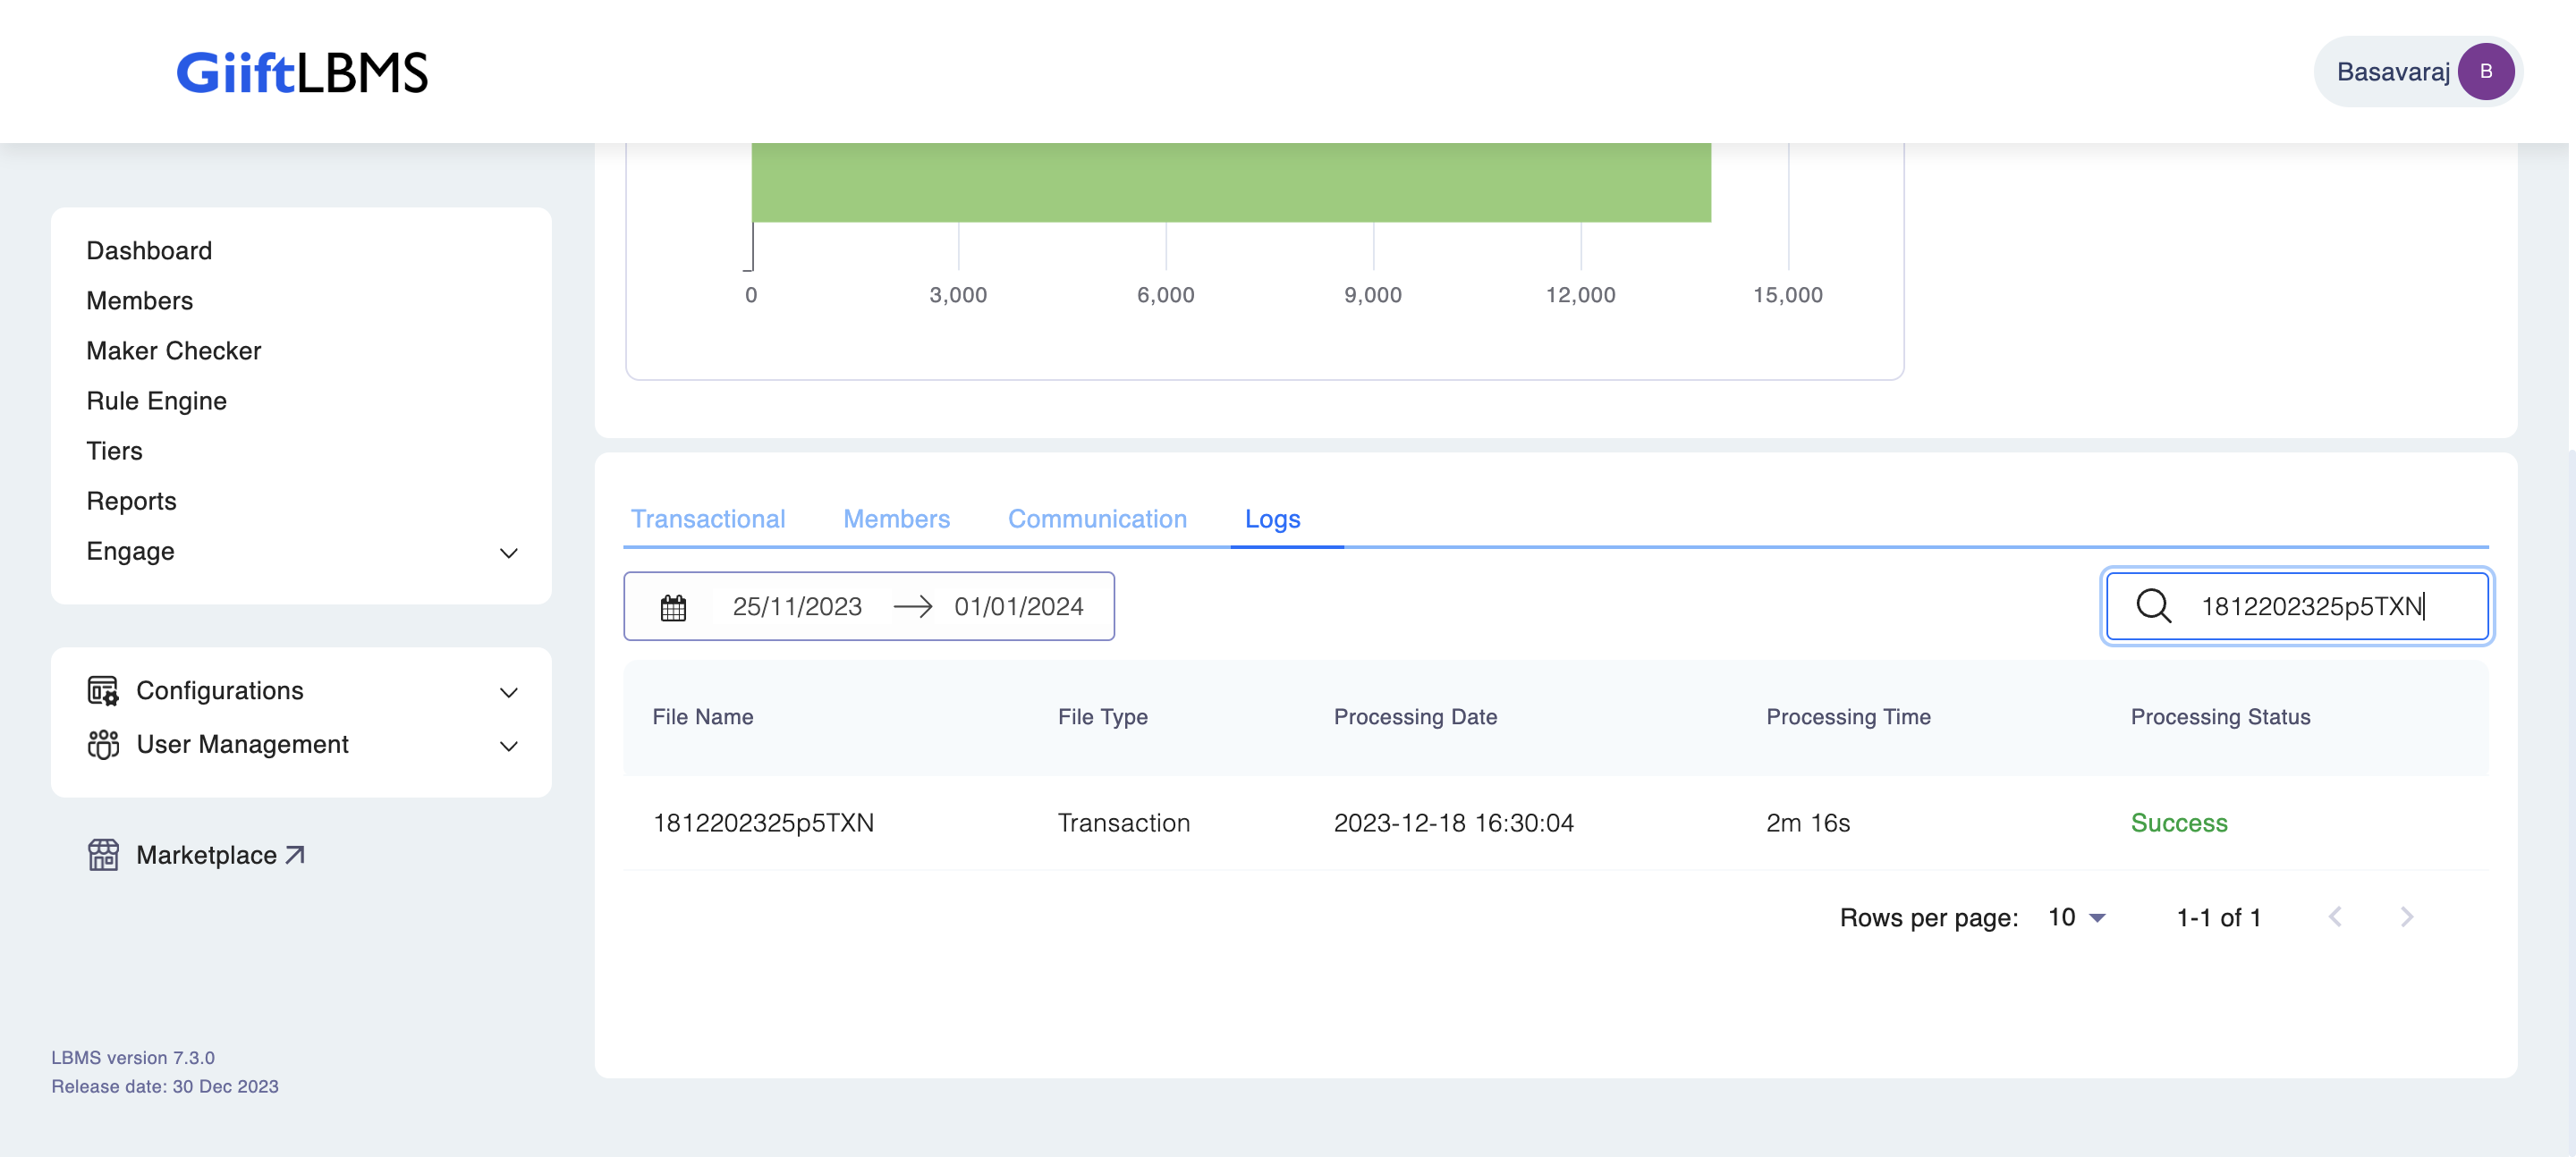 GiiftLBMS
Basavaraj B
Dashboard
Members
Maker Checker
Rule Engine
Tiers
Reports
Engage
Configurations
User Management
Marketplace
LBMS version 7.3.0
Release date: 30 Dec 2023
0 3,000 6,000 9,000 12,000 15,000
Transactional Members Communication Logs
25/11/2023 → 01/01/2024 1812202325p5TXN
File Name File Type Processing Date Processing Time Processing Status
1812202325p5TXN Transaction 2023-12-18 16:30:04 2m 16s Success
Rows per page: 10 1-1 of 1